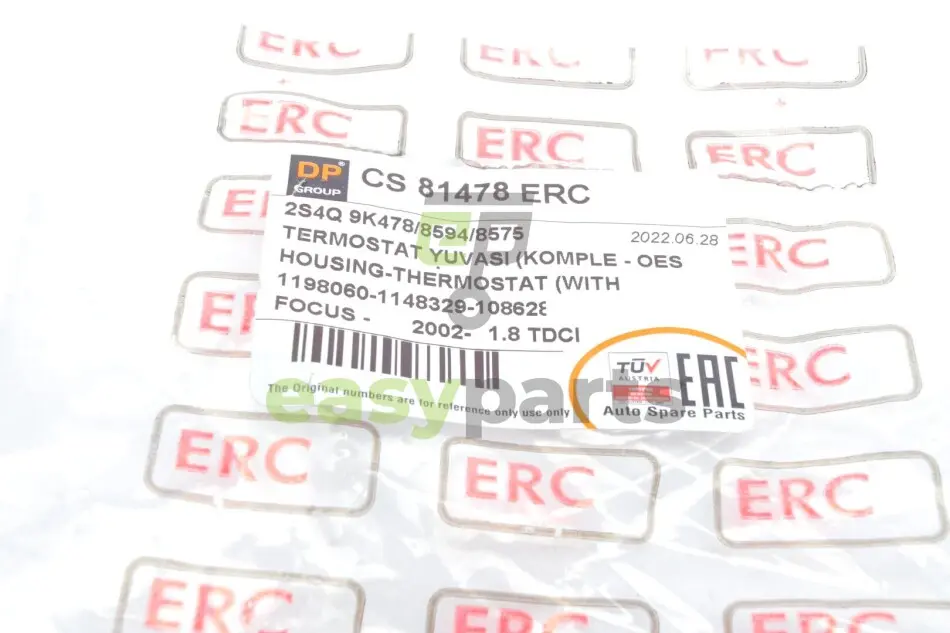 ERC ERC ERC
ERC ERC ERC
DP® GROUP CS 81478 ERC
2S4Q 9K478/8594/8575 2022.06.28
TERMOSTAT YUVASI (KOMPLE - OES
HOUSING-THERMOSTAT (WITH
1198060-1148329-108628
FOCUS - 2002- 1.8 TDCI
The Original numbers are for reference only use only
TÜV
AUSTRIA
EAC
Auto Spare Parts
easyparts
ERC
ERC
ERC ERC ERC
ERC ERC ERC